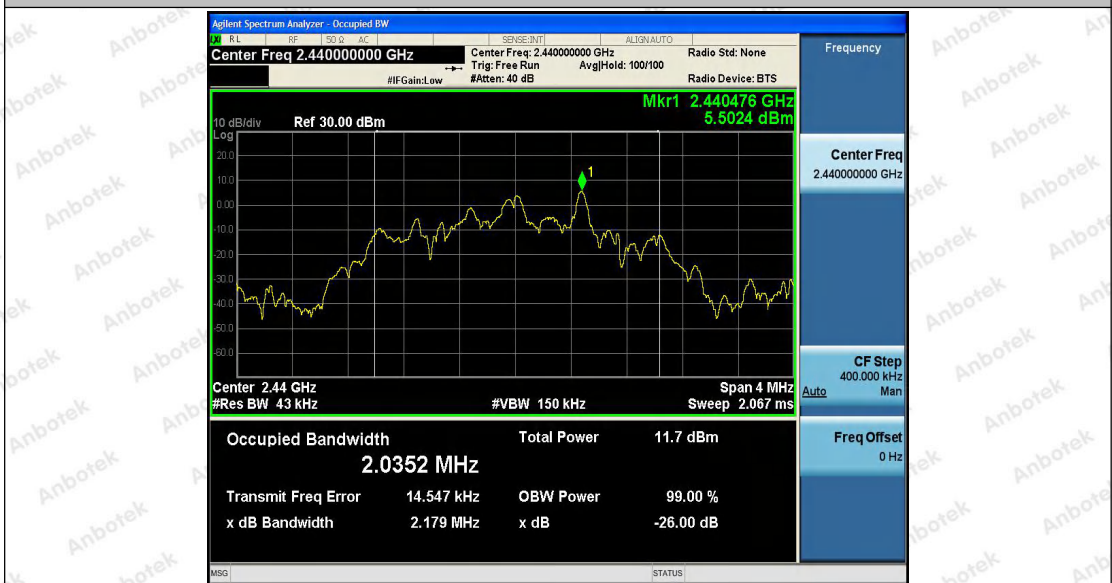 Agilent Spectrum Analyzer - Occupied BW
RL RF 50 Ω AC SENSE:INT ALIGN AUTO
Center Freq 2.440000000 GHz
Center Freq: 2.440000000 GHz Radio Std: None
Trig: Free Run Avg|Hold: 100/100
#IFGain:Low #Atten: 40 dB Radio Device: BTS
Mkr1 2.440476 GHz
5.5024 dBm
10 dB/div Ref 30.00 dBm
Log
20.0
10.0
0.00
-10.0
-20.0
-30.0
-40.0
-50.0
-60.0
1
Center 2.44 GHz Span 4 MHz
#Res BW 43 kHz #VBW 150 kHz Sweep 2.067 ms
Occupied Bandwidth Total Power 11.7 dBm
2.0352 MHz
Transmit Freq Error 14.547 kHz OBW Power 99.00 %
x dB Bandwidth 2.179 MHz x dB -26.00 dB
MSG STATUS
Frequency
Center Freq
2.440000000 GHz
CF Step
400.000 kHz
Auto Man
Freq Offset
0 Hz
Anbotek